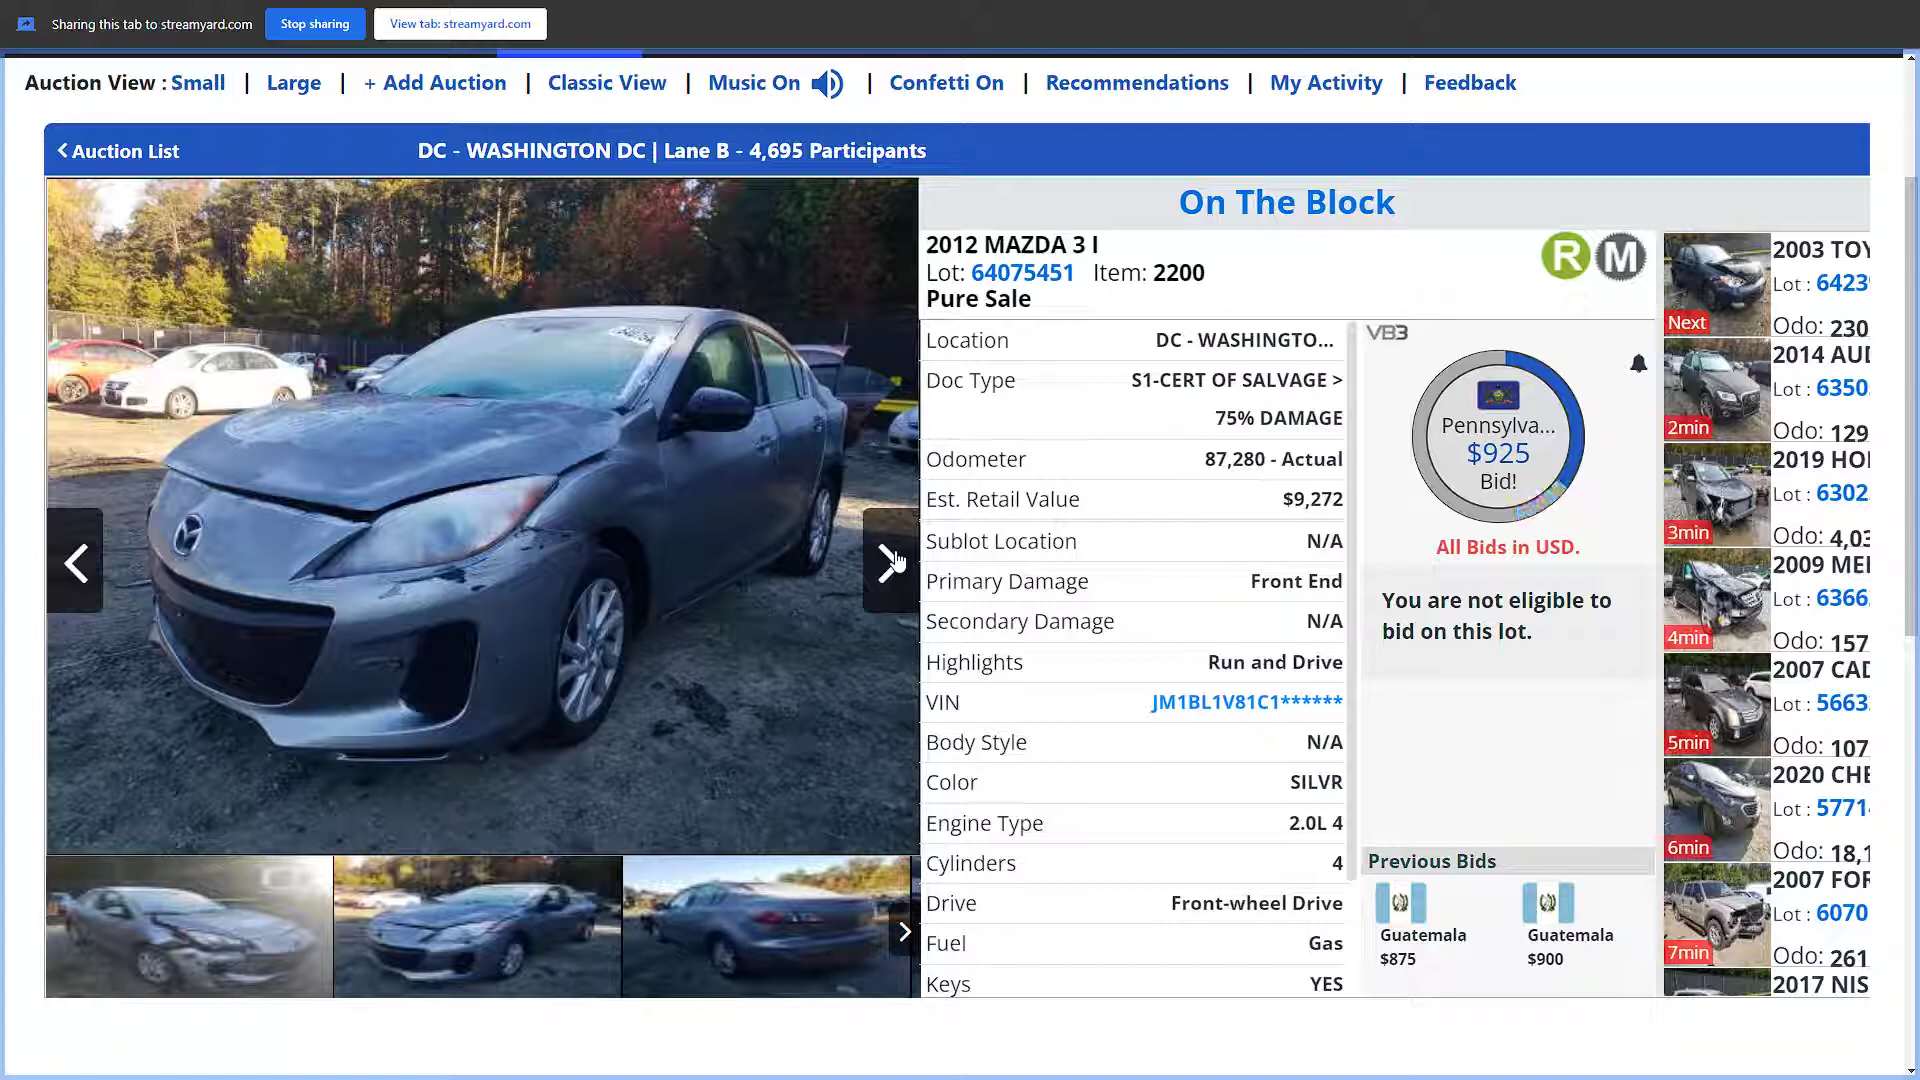 Sharing this tab to streamyard.com Stop sharing View tab: streamyard.com
Auction View : Small | Large | + Add Auction | Classic View | Music On | Confetti On | Recommendations | My Activity | Feedback
Auction List
DC - WASHINGTON DC | Lane B - 4,695 Participants
On The Block
2012 MAZDA 3 I
Lot: 64075451 Item: 2200
Pure Sale
R M
Location DC - WASHINGTO...
Doc Type S1-CERT OF SALVAGE >
75% DAMAGE
Odometer 87,280 - Actual
Est. Retail Value $9,272
Sublot Location N/A
Primary Damage Front End
Secondary Damage N/A
Highlights Run and Drive
VIN JM1BL1V81C1******
Body Style N/A
Color SILVR
Engine Type 2.0L 4
Cylinders 4
Drive Front-wheel Drive
Fuel Gas
Keys YES
VB3
Pennsylva...
$925
Bid!
All Bids in USD.
You are not eligible to
bid on this lot.
Previous Bids
Guatemala
$875
Guatemala
$900
2003 TOY
Lot : 6423
Next
Odo: 230
2014 AUD
Lot : 6350
2min
Odo: 129
2019 HON
Lot : 6302
3min
Odo: 4,03
2009 MER
Lot : 6366
4min
Odo: 157
2007 CAD
Lot : 5663
5min
Odo: 107
2020 CHE
Lot : 5771
6min
Odo: 18,1
2007 FOR
Lot : 6070
7min
Odo: 261
2017 NIS